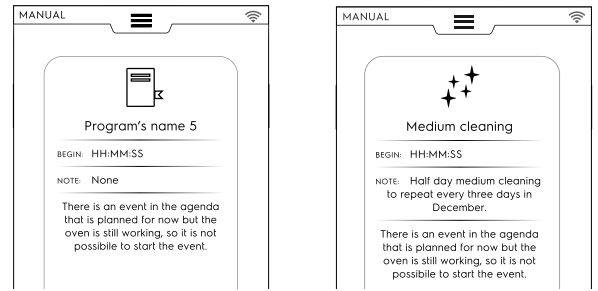 MANUAL
Program's name 5
BEGIN: HH:MM:SS
NOTE: None
There is an event in the agenda
that is planned for now but the
oven is still working, so it is not
possibile to start the event.
MANUAL
Medium cleaning
BEGIN: HH:MM:SS
NOTE: Half day medium cleaning
to repeat every three days in
December.
There is an event in the agenda
that is planned for now but the
oven is still working, so it is not
possibile to start the event.